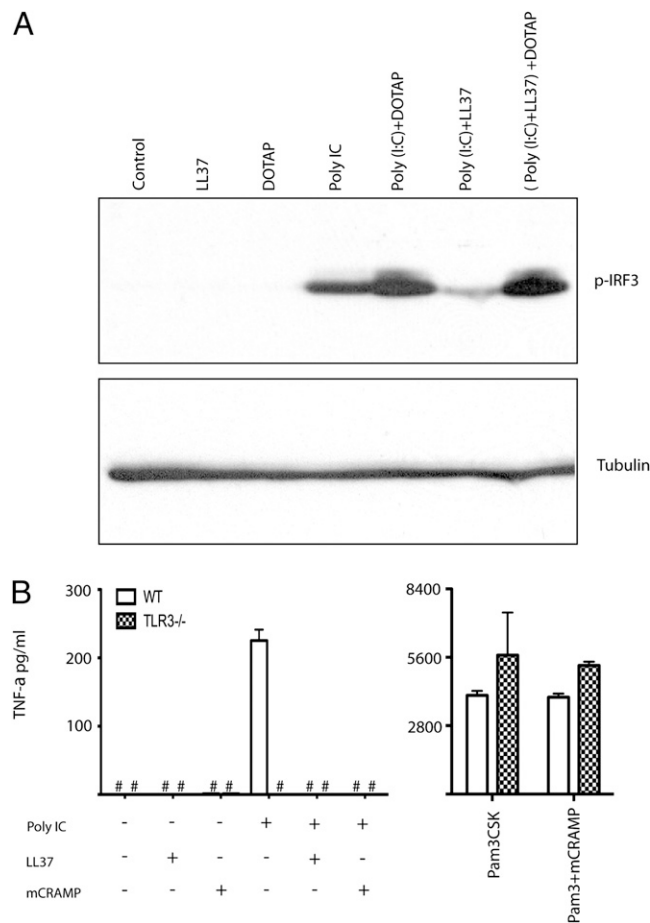 A
Control
LL37
DOTAP
Poly IC
Poly (I:C)+DOTAP
Poly (I:C)+LL37
( Poly (I:C)+LL37) +DOTAP
p-IRF3
Tubulin
B
300
200
100
TNF-a pg/ml
WT
TLR3-/-
# # # # # # # # # # #
Poly IC - - - + + +
LL37 - + - - + -
mCRAMP - - + - - +
8400
5600
2800
Pam3CSK
Pam3+mCRAMP